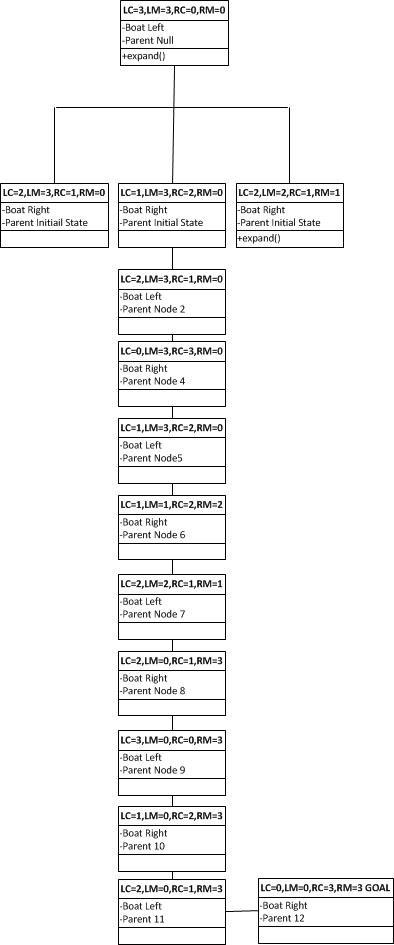 LC=3,LM=3,RC=0,RM=0
-Boat Left
-Parent Null
+expand()
LC=2,LM=3,RC=1,RM=0
-Boat Right
-Parent Initiail State
LC=1,LM=3,RC=2,RM=0
-Boat Right
-Parent Initial State
LC=2,LM=2,RC=1,RM=1
-Boat Right
-Parent Initial State
+expand()
LC=2,LM=3,RC=1,RM=0
-Boat Left
-Parent Node 2
LC=0,LM=3,RC=3,RM=0
-Boat Right
-Parent Node 4
LC=1,LM=3,RC=2,RM=0
-Boat Left
-Parent Node5
LC=1,LM=1,RC=2,RM=2
-Boat Right
-Parent Node 6
LC=2,LM=2,RC=1,RM=1
-Boat Left
-Parent Node 7
LC=2,LM=0,RC=1,RM=3
-Boat Right
-Parent Node 8
LC=3,LM=0,RC=0,RM=3
-Boat Left
-Parent Node 9
LC=1,LM=0,RC=2,RM=3
-Boat Right
-Parent 10
LC=2,LM=0,RC=1,RM=3
-Boat Left
-Parent 11
LC=0,LM=0,RC=3,RM=3 GOAL
-Boat Right
-Parent 12